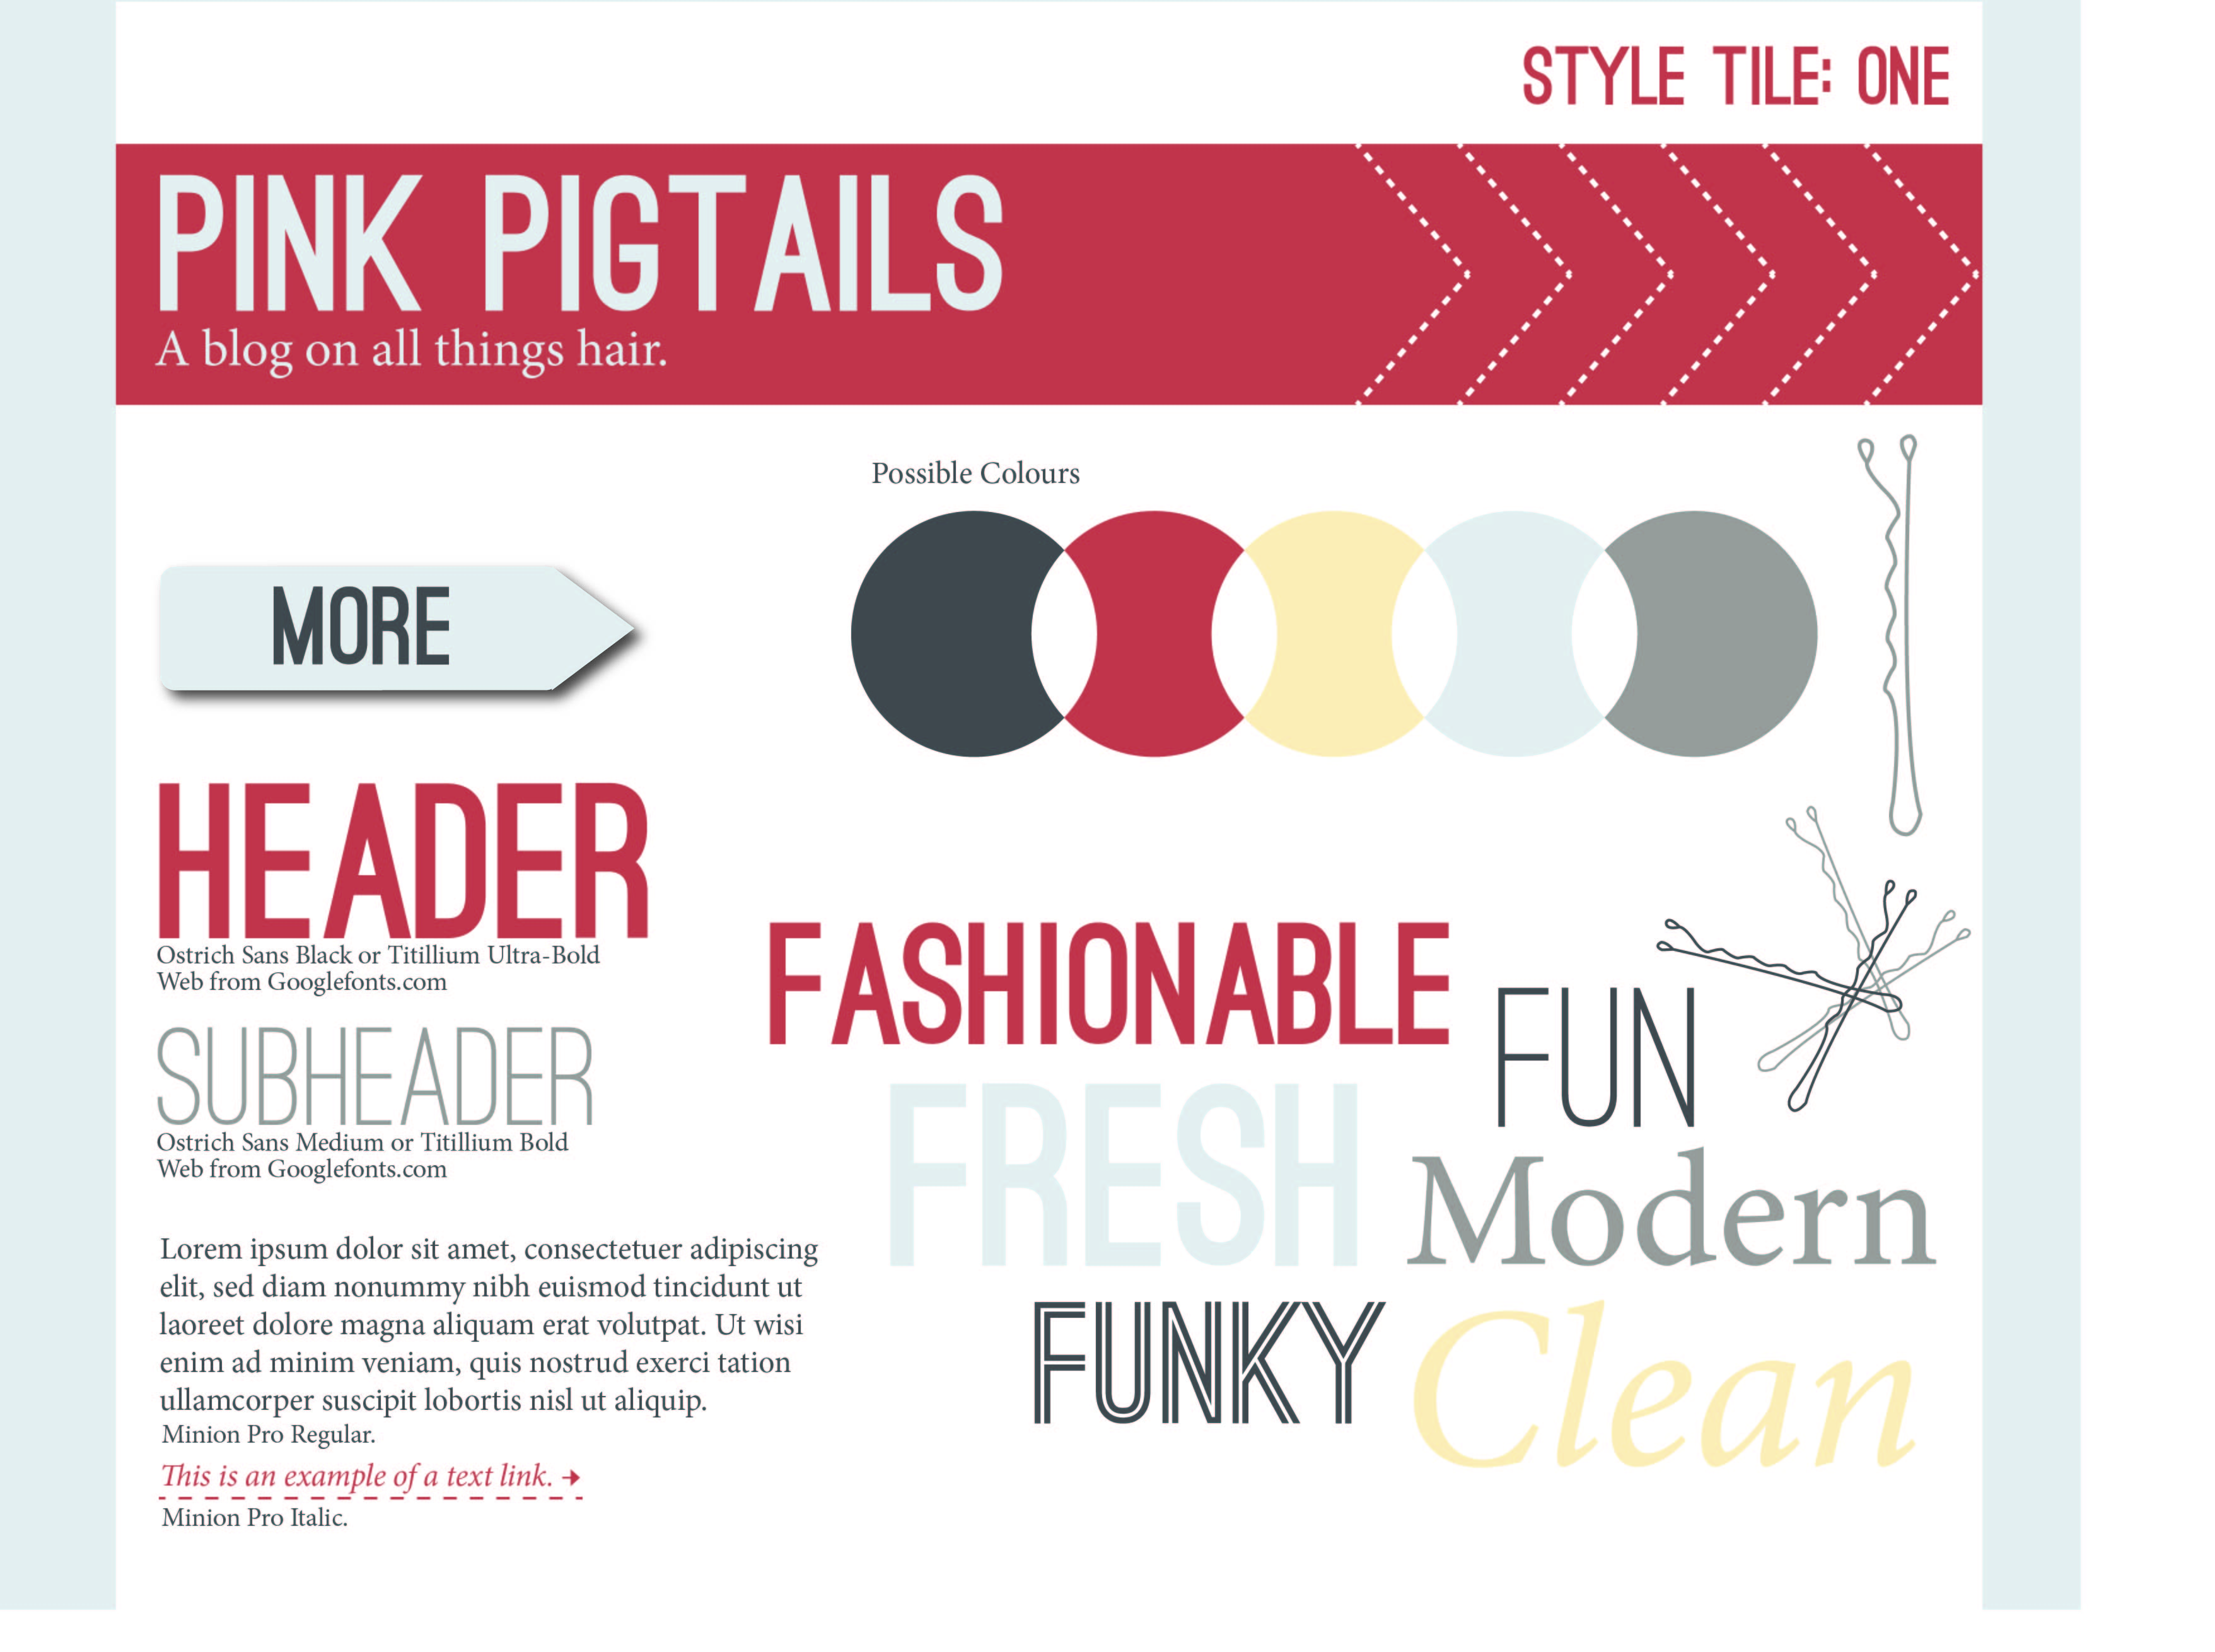 STYLE TILE: ONE
PINK PIGTAILS
A blog on all things hair.
Possible Colours
MORE
HEADER
Ostrich Sans Black or Titillium Ultra-Bold
Web from Googlefonts.com
SUBHEADER
Ostrich Sans Medium or Titillium Bold
Web from Googlefonts.com
Lorem ipsum dolor sit amet, consectetuer adipiscing
elit, sed diam nonummy nibh euismod tincidunt ut
laoreet dolore magna aliquam erat volutpat. Ut wisi
enim ad minim veniam, quis nostrud exerci tation
ullamcorper suscipit lobortis nisl ut aliquip.
Minion Pro Regular.
This is an example of a text link. →
Minion Pro Italic.
FASHIONABLE
FUN
FRESH
Modern
FUNKY
Clean